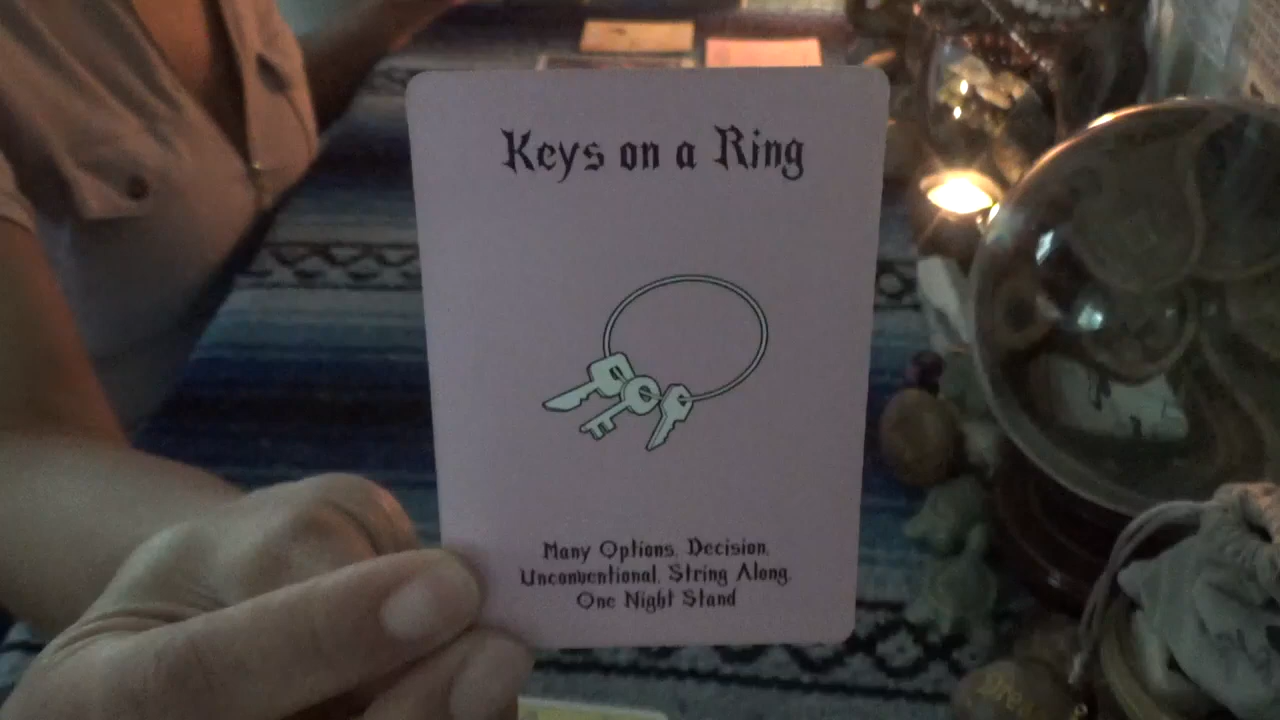 Keys on a Ring
Many Options, Decision,
Unconventional, String Along,
One Night Stand